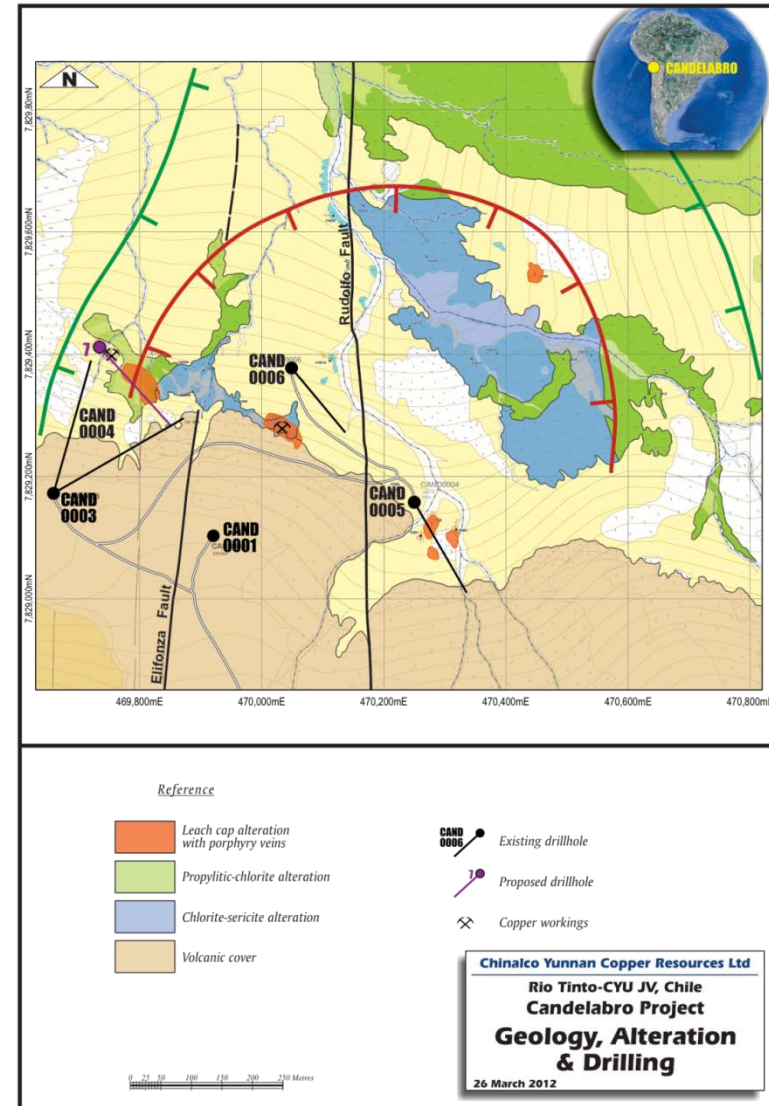 N
CANDELABRO
7,829,80
7,829,600mN
7,829,400mN
7,829,200mN
7,829,000mN
Rudolfo Fault
Elifonza Fault
7
CAND
0006
CAND
0004
CAND
0003
CAND
0005
CAND0004
CAND
0001
469,800mE
470,000mE
470,200mE
470,400mE
470,600mE
470,800mE
Reference
Leach cap alteration
with porphyry veins
Propylitic-chlorite alteration
Chlorite-sericite alteration
Volcanic cover
CAND
0006
Existing drillhole
7
Proposed drillhole
Copper workings
0 25 50 100 150 200 250 Metres
Chinalco Yunnan Copper Resources Ltd
Rio Tinto-CYU JV, Chile
Candelabro Project
Geology, Alteration
& Drilling
26 March 2012